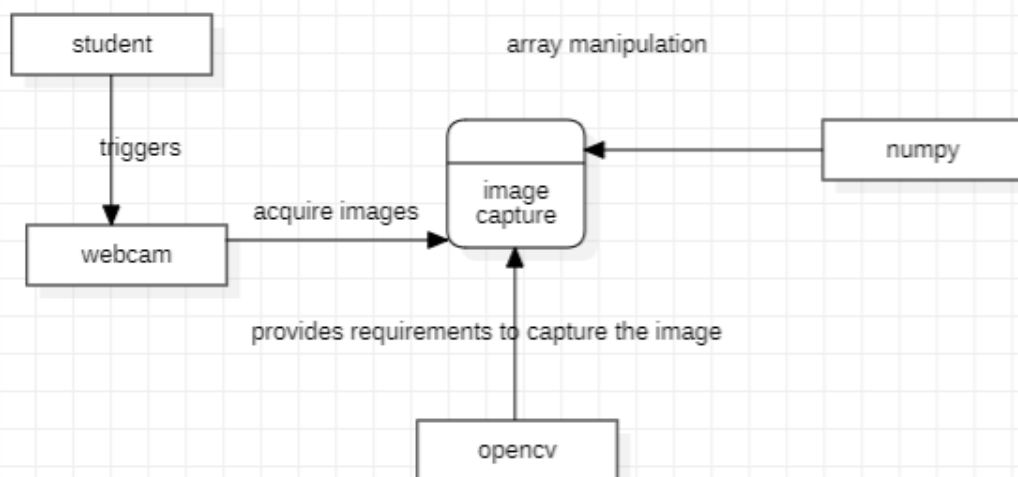 student
array manipulation
triggers
numpy
image
capture
acquire images
webcam
provides requirements to capture the image
opencv